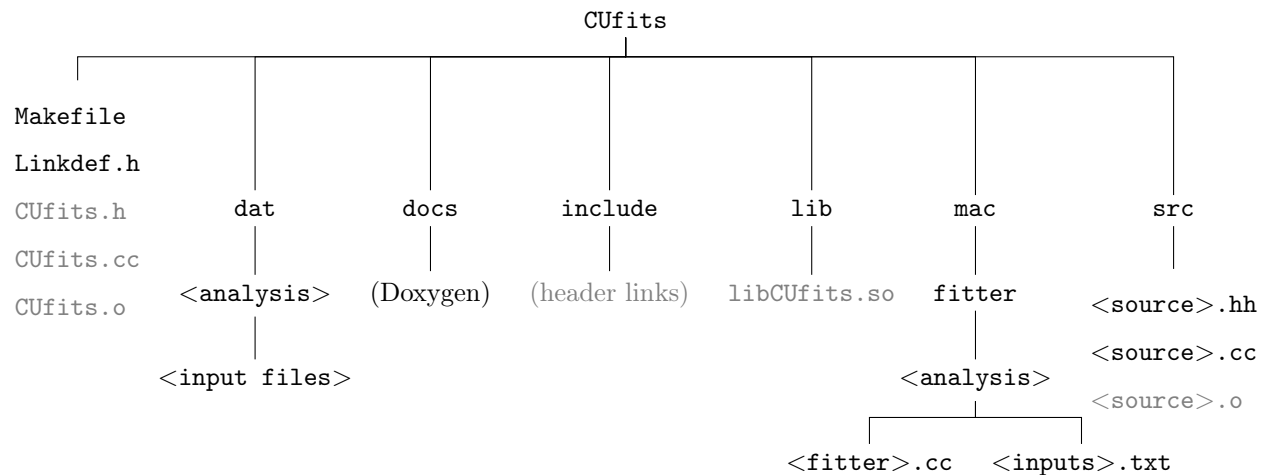 CUfits
Makefile
Linkdef.h
CUfits.h
CUfits.cc
CUfits.o
dat
docs
include
lib
mac
src
<analysis>
(Doxygen)
(header links)
libCUfits.so
fitter
<source>.hh
<source>.cc
<source>.o
<input files>
<analysis>
<fitter>.cc
<inputs>.txt